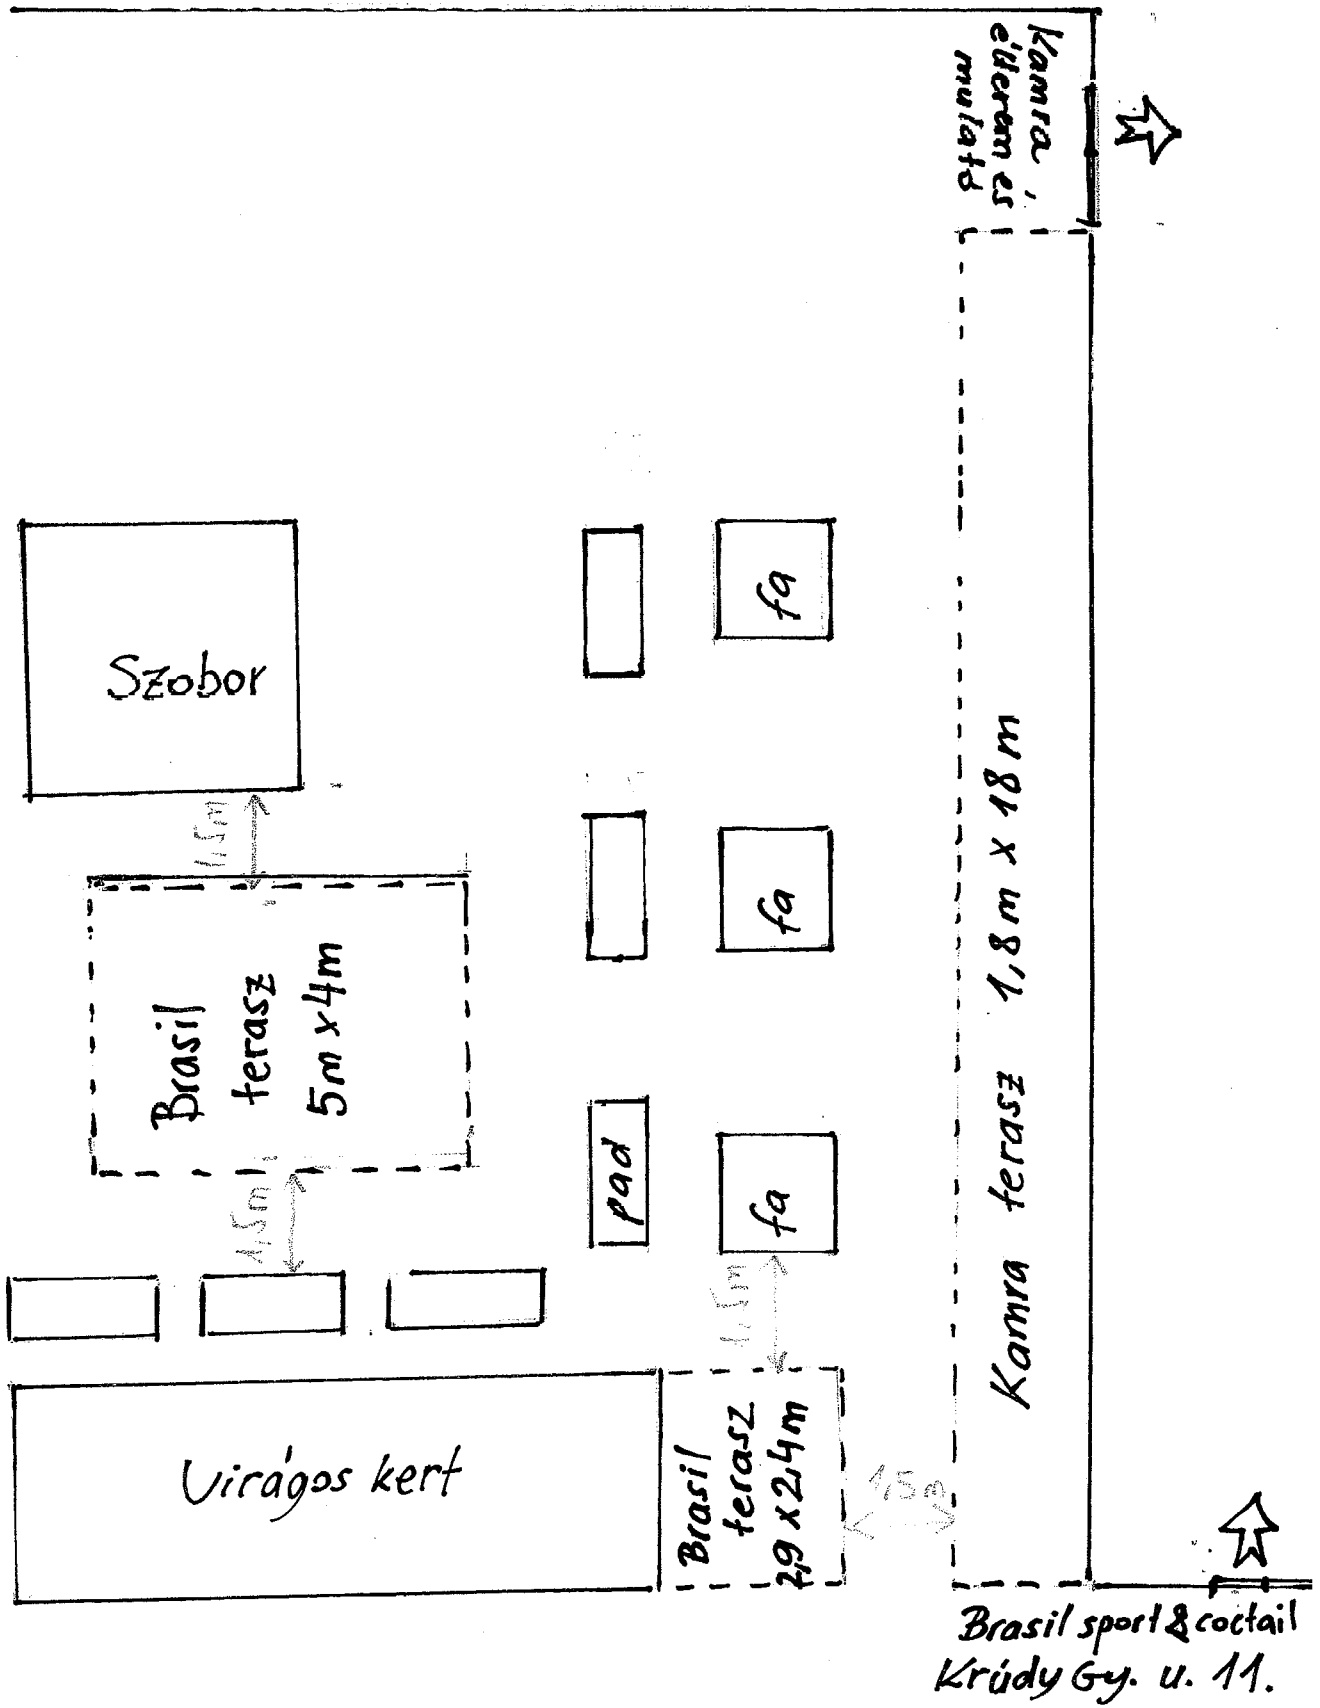 Kamra
étterem és
mulató
fa
Szobor
1,5m
fa
Kamra terasz 1,8m x 18m
Brasil
terasz
5m x 4m
1,5m
pad
fa
1,5m
Virágos kert
Brasil
terasz
2,9 x 2,4m
1,5m
Brasil sport & coctail
Krúdy Gy. u. 11.